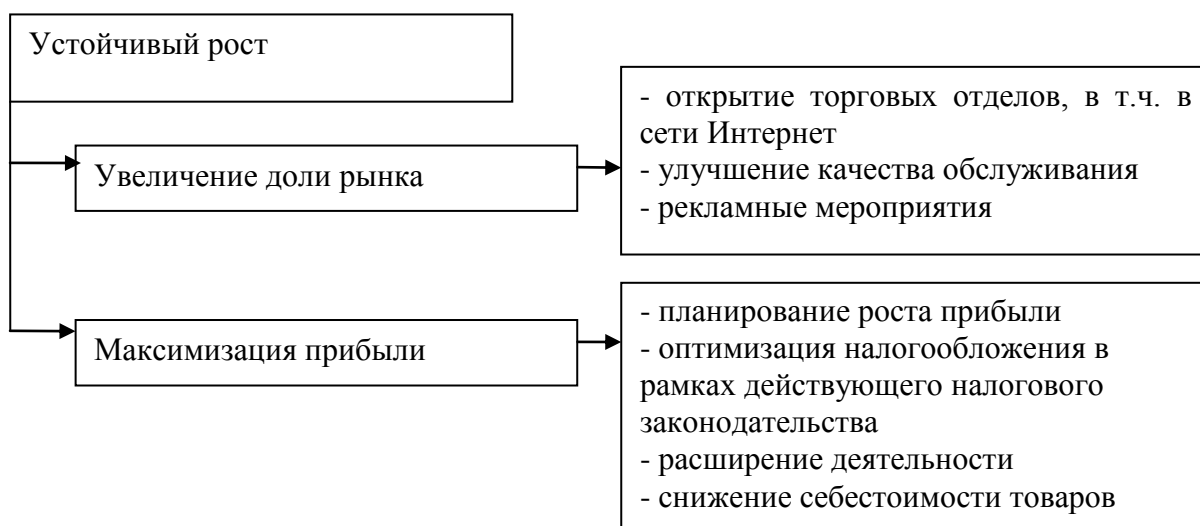 Устойчивый рост
Увеличение доли рынка
- открытие торговых отделов, в т.ч. в
сети Интернет
- улучшение качества обслуживания
- рекламные мероприятия
Максимизация прибыли
- планирование роста прибыли
- оптимизация налогообложения в
рамках действующего налогового
законодательства
- расширение деятельности
- снижение себестоимости товаров